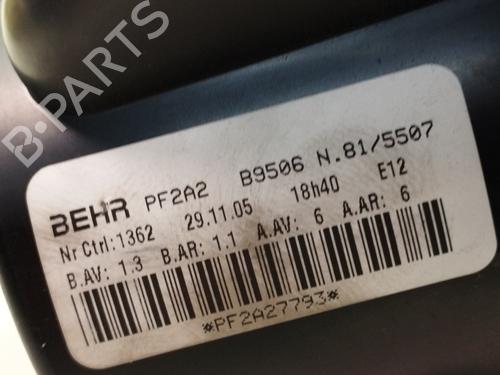 B-PARTS
BEHR PF2A2 B9506 N.81/5507
Nr Ctrl:1362 29.11.05 18h40 E12
B.AV: 1.3 B.AR: 1.1 A.AV: 6 A.AR: 6
*PF2A27793*